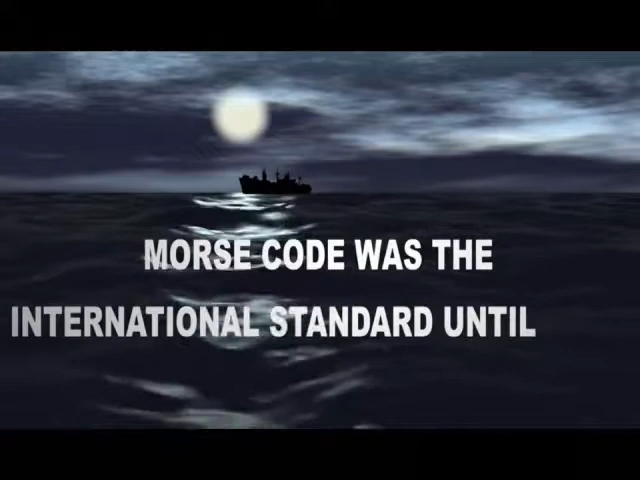 MORSE CODE WAS THE
INTERNATIONAL STANDARD UNTIL